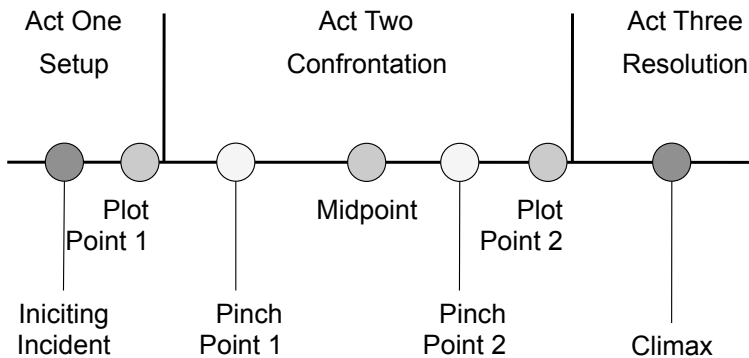 Act One
Setup
Act Two
Confrontation
Act Three
Resolution
Plot
Point 1
Midpoint
Plot
Point 2
Iniciting
Incident
Pinch
Point 1
Pinch
Point 2
Climax